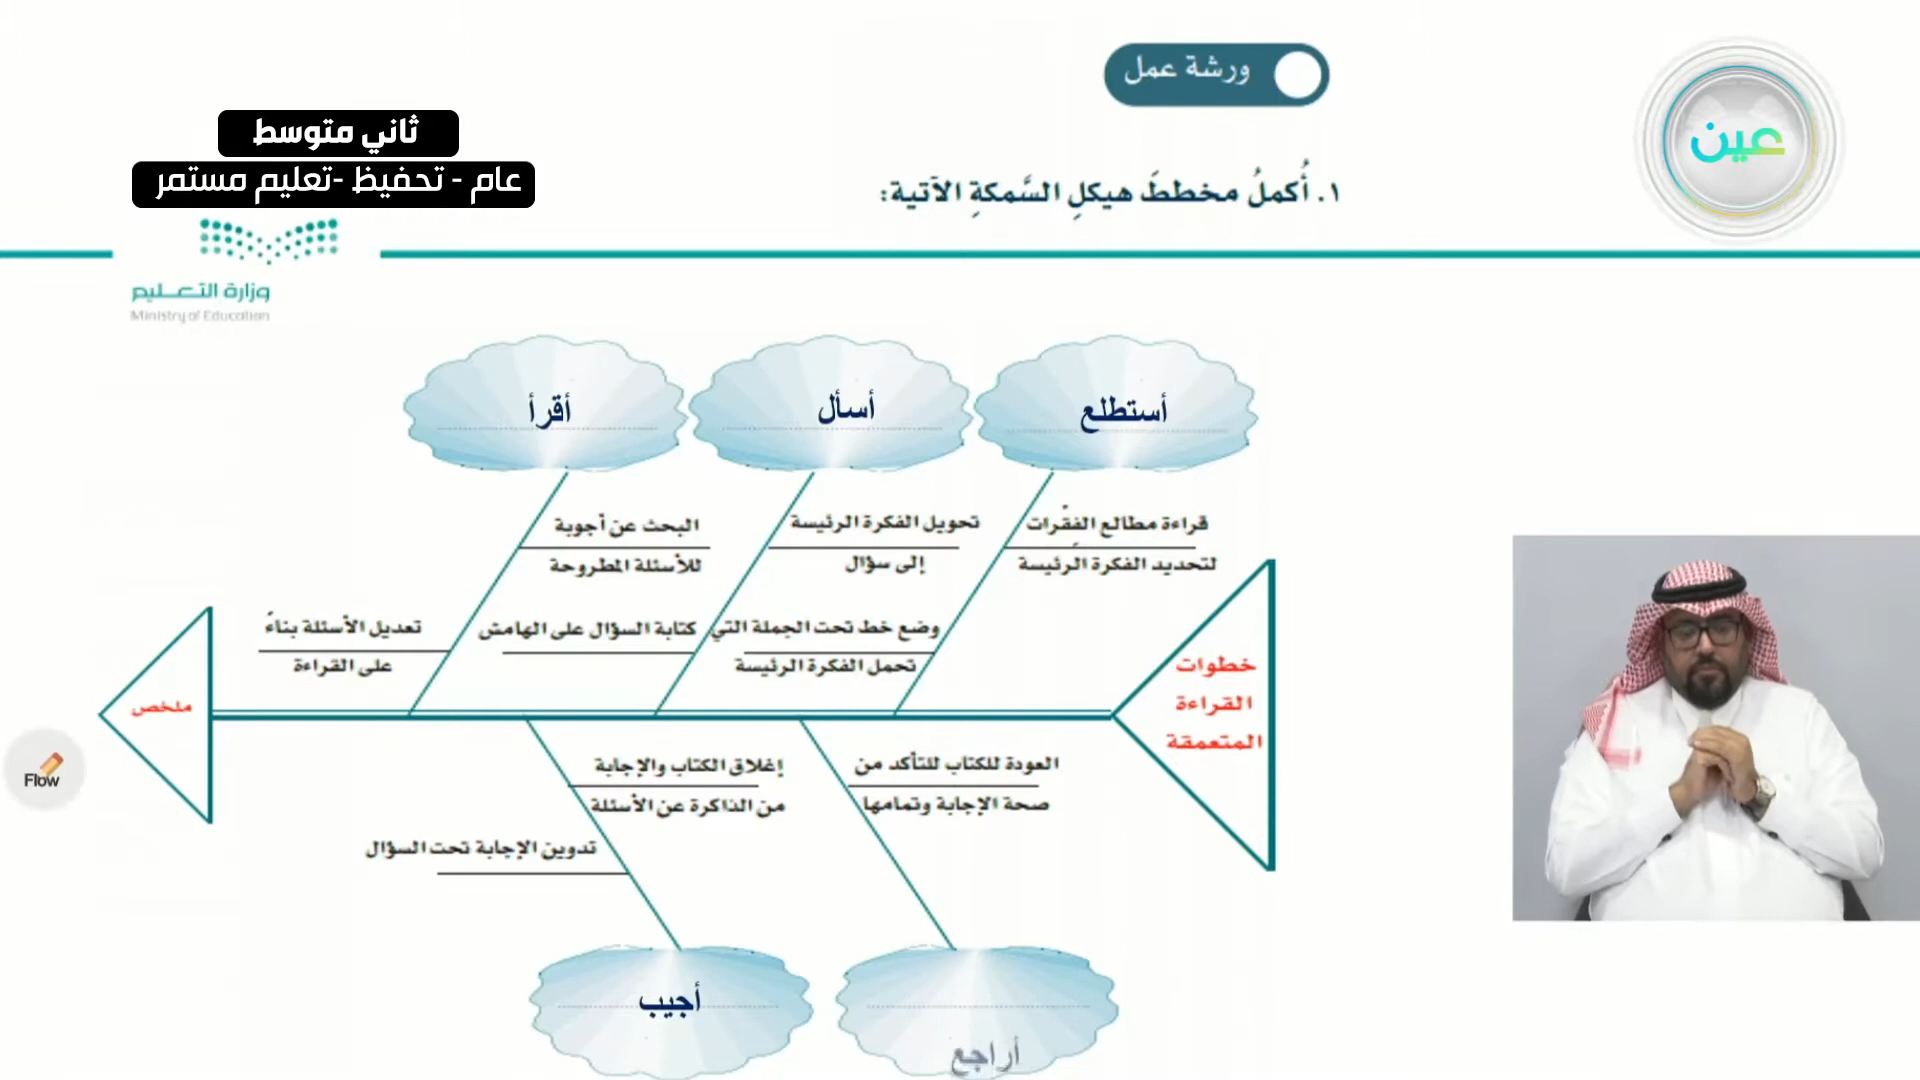 ورشة عمل
عين
ثاني متوسط
عام - تحفيظ -تعليم مستمر
١. أُكملُ مخططَ هيكلِ السَّمكةِ الآتية:
وزارة التعليم
Ministry of Education
أستطلع
أسأل
أقرأ
قراءة مطالع الفِقْرات
لتحديد الفكرة الرئيسة
وضع خط تحت الجملة التي
تحمل الفكرة الرئيسة
تحويل الفكرة الرئيسة
إلى سؤال
كتابة السؤال على الهامش
البحث عن أجوبة
للأسئلة المطروحة
تعديل الأسئلة بناءً
على القراءة
خطوات
القراءة
المتعمقة
ملخص
العودة للكتاب للتأكد من
صحة الإجابة وتمامها
إغلاق الكتاب والإجابة
من الذاكرة عن الأسئلة
تدوين الإجابة تحت السؤال
أجيب
أراجع
Flow